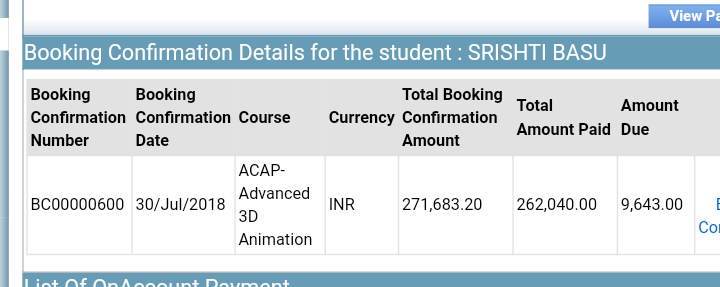 View Pa
Booking Confirmation Details for the student : SRISHTI BASU
Booking Confirmation Number
Booking Confirmation Date
Course
Currency
Total Booking Confirmation Amount
Total Amount Paid
Amount Due
BC00000600
30/Jul/2018
ACAP-
Advanced
3D
Animation
INR
271,683.20
262,040.00
9,643.00
List Of OnAccount Payment